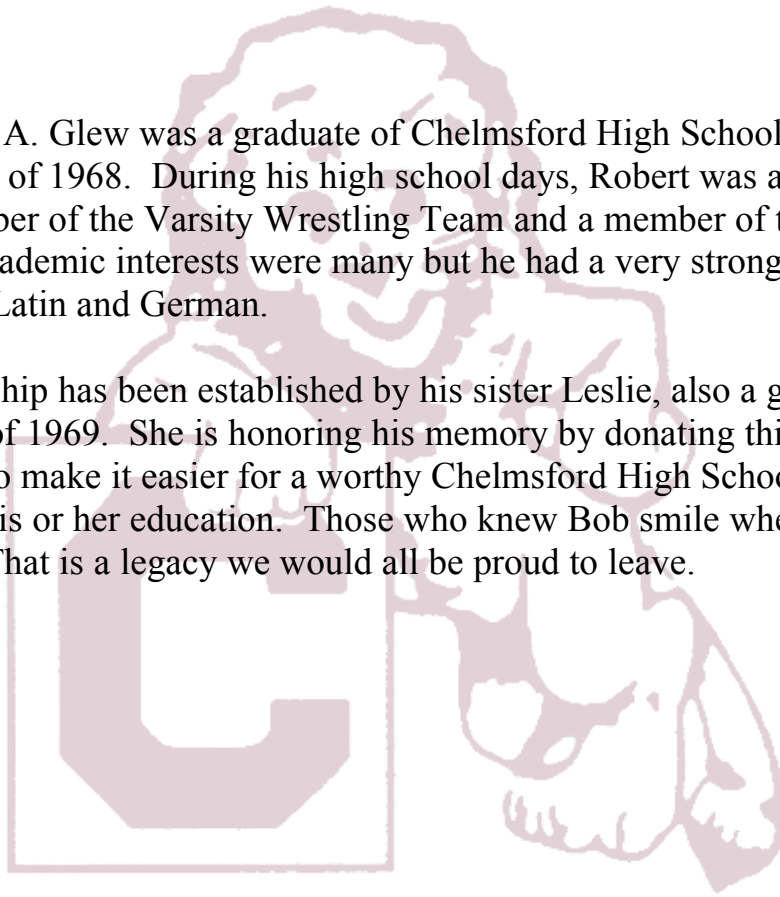 A. Glew was a graduate of Chelmsford High School
of 1968. During his high school days, Robert was a
ber of the Varsity Wrestling Team and a member of t
ademic interests were many but he had a very strong
Latin and German.
hip has been established by his sister Leslie, also a g
of 1969. She is honoring his memory by donating thi
o make it easier for a worthy Chelmsford High Schoo
is or her education. Those who knew Bob smile whe
That is a legacy we would all be proud to leave.
C